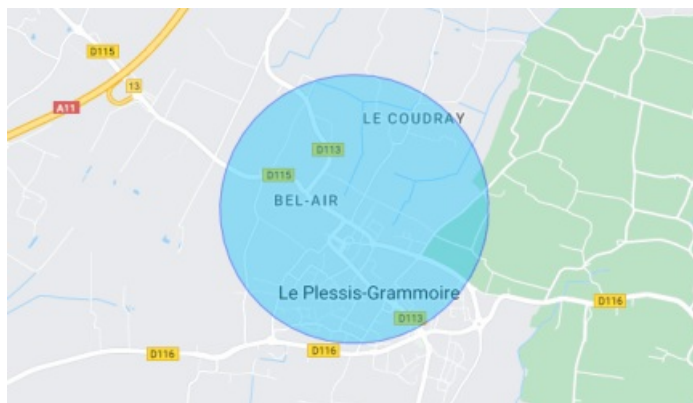 D115
13
A11
LE COUDRAY
D113
D115
BEL-AIR
Le Plessis-Grammoire
D116
D113
D116
D116